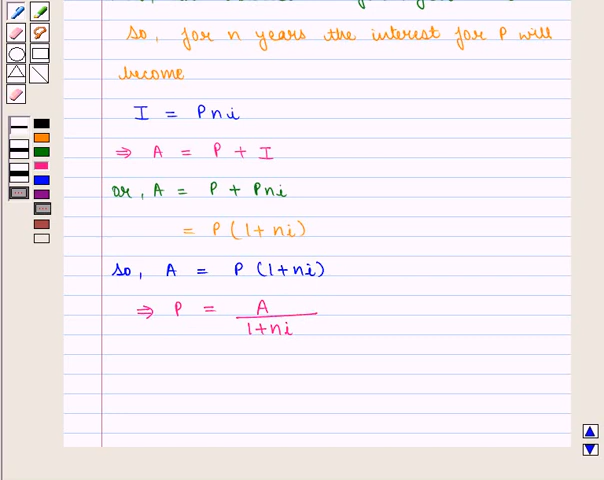 So, for n years the interest for P will
become
I = Pni
⇒ A = P + I
or, A = P + Pni
= P(1+ni)
So, A = P(1+ni)
⇒ P = A / 1+ni